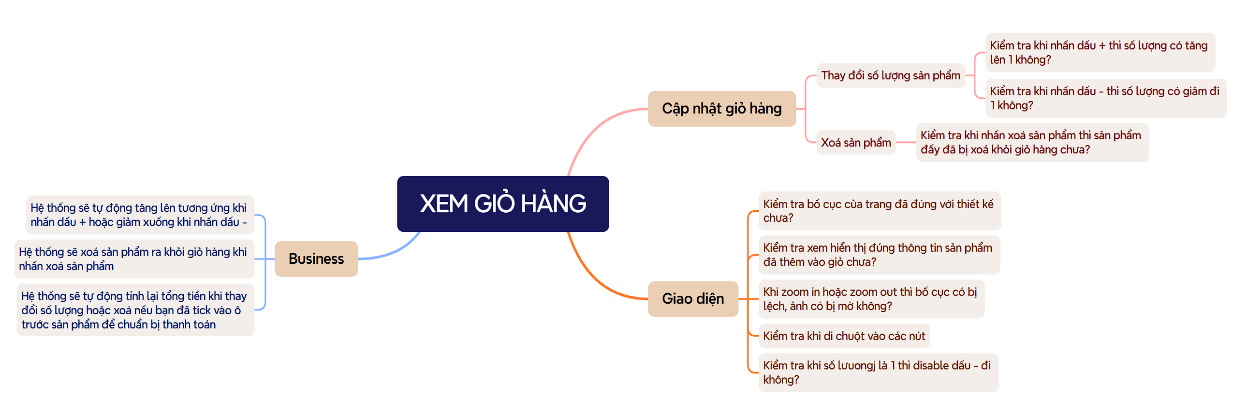 XEM GIỎ HÀNG
Cập nhật giỏ hàng
Thay đổi số lượng sản phẩm
Kiểm tra khi nhấn dấu + thì số lượng có tăng
lên 1 không?
Kiểm tra khi nhấn dấu - thì số lượng có giảm đi
1 không?
Xoá sản phẩm
Kiểm tra khi nhấn xoá sản phẩm thì sản phẩm
đấy đã bị xoá khỏi giỏ hàng chưa?
Giao diện
Kiểm tra bố cục của trang đã đúng với thiết kế
chưa?
Kiểm tra xem hiển thị đúng thông tin sản phẩm
đã thêm vào giỏ chưa?
Khi zoom in hoặc zoom out thì bố cục có bị
lệch, ảnh có bị mờ không?
Kiểm tra khi di chuột vào các nút
Kiểm tra khi số lưuongj là 1 thì disable dấu - đi
không?
Business
Hệ thống sẽ tự động tăng lên tương ứng khi
nhấn dấu + hoặc giảm xuống khi nhấn dấu -
Hệ thống sẽ xoá sản phẩm ra khỏi giỏ hàng khi
nhấn xoá sản phẩm
Hệ thống sẽ tự động tính lại tổng tiền khi thay
đổi số lượng hoặc xoá nếu bạn đã tick vào ô
trước sản phẩm để chuẩn bị thanh toán